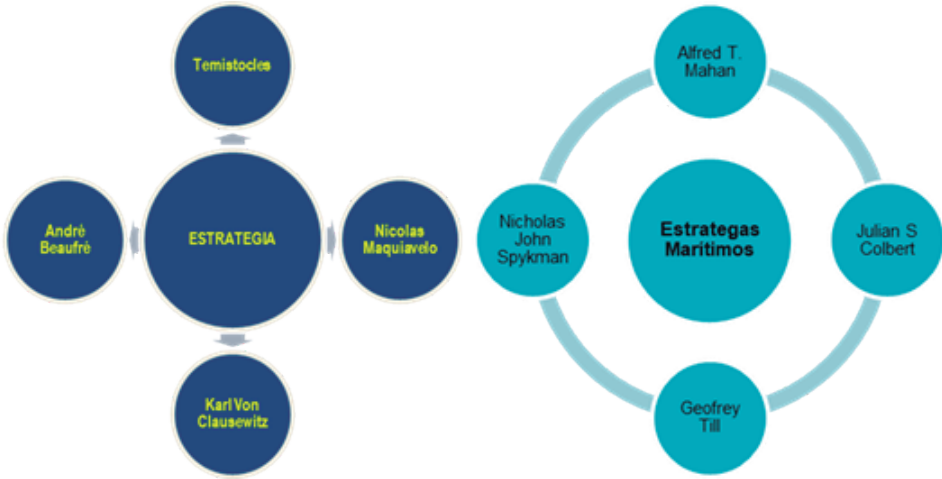 Temistocles
André
Beaufré
ESTRATEGIA
Nicolas
Maquiavelo
Karl Von
Clausewitz
Alfred T.
Mahan
Nicholas
John
Spykman
Estrategas
Marítimos
Julian S
Colbert
Geofrey
Till